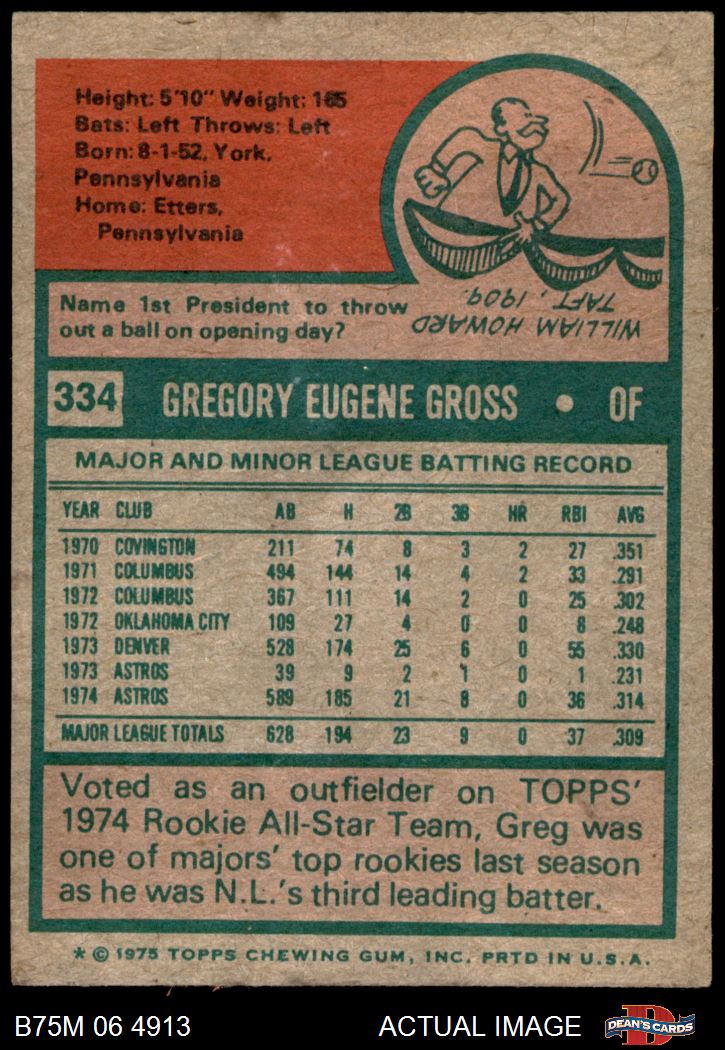 Height: 5'10" Weight: 165
Bats: Left Throws: Left
Born: 8-1-52, York,
Pennsylvania
Home: Etters,
Pennsylvania
Name 1st President to throw
out a ball on opening day?
WILLIAM HOWARD
TAFT, 1909.
334 GREGORY EUGENE GROSS • OF
MAJOR AND MINOR LEAGUE BATTING RECORD
YEAR CLUB AB H 2B 3B HR RBI AVG
1970 COVINGTON 211 74 8 3 2 27 .351
1971 COLUMBUS 494 144 14 4 2 33 .291
1972 COLUMBUS 367 111 14 2 0 25 .302
1972 OKLAHOMA CITY 109 27 4 0 0 8 .248
1973 DENVER 528 174 25 6 0 55 .330
1973 ASTROS 39 9 2 1 0 1 .231
1974 ASTROS 589 185 21 8 0 36 .314
MAJOR LEAGUE TOTALS 628 194 23 9 0 37 .309
Voted as an outfielder on TOPPS'
1974 Rookie All-Star Team, Greg was
one of majors' top rookies last season
as he was N.L.'s third leading batter.
* © 1975 TOPPS CHEWING GUM, INC. PRTD IN U.S.A.
B75M 06 4913 ACTUAL IMAGE DEAN'S CARDS